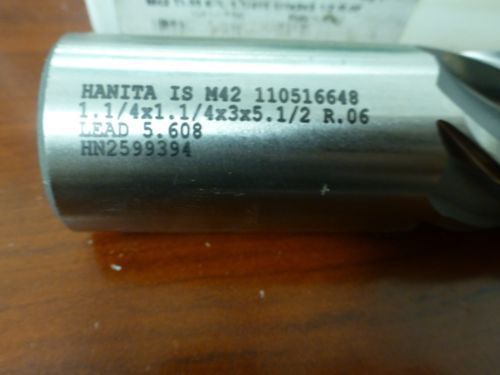 HANITA IS M42 110516648
1.1/4x1.1/4x3x5.1/2 R.06
LEAD 5.608
HN2599394